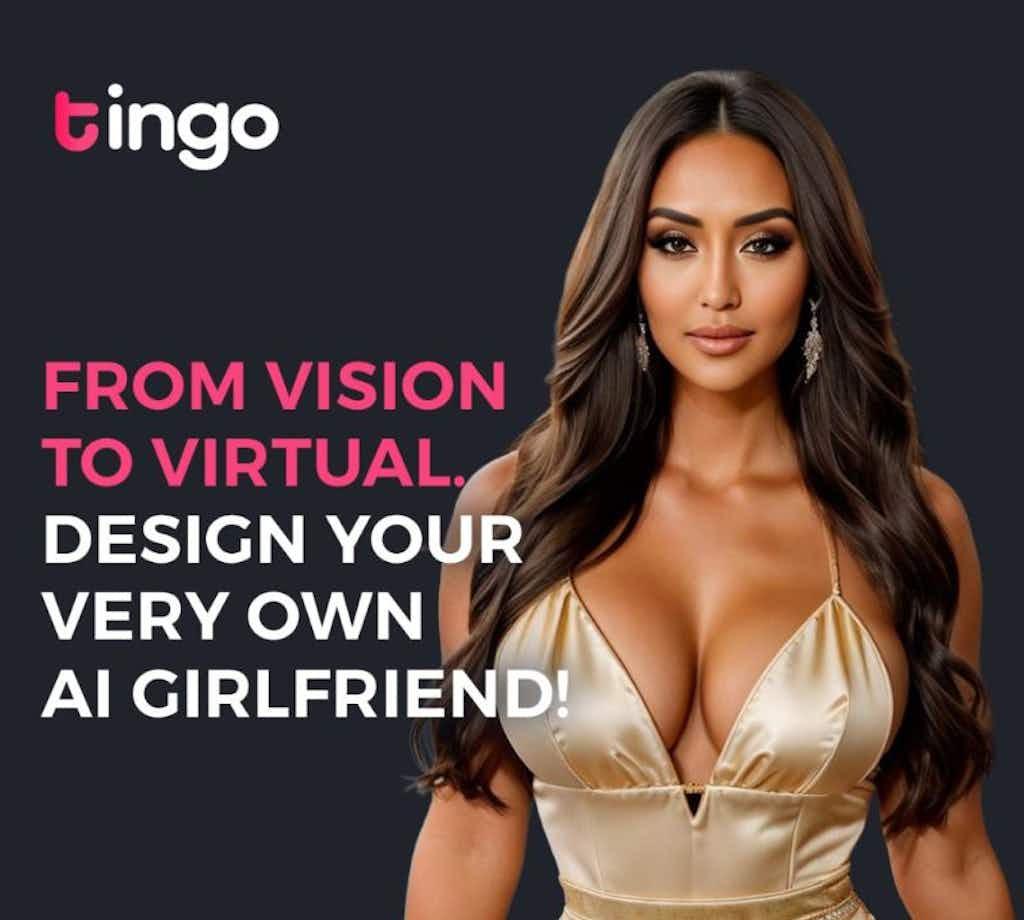 tingo
FROM VISION
TO VIRTUAL.
DESIGN YOUR
VERY OWN
AI GIRLFRIEND!